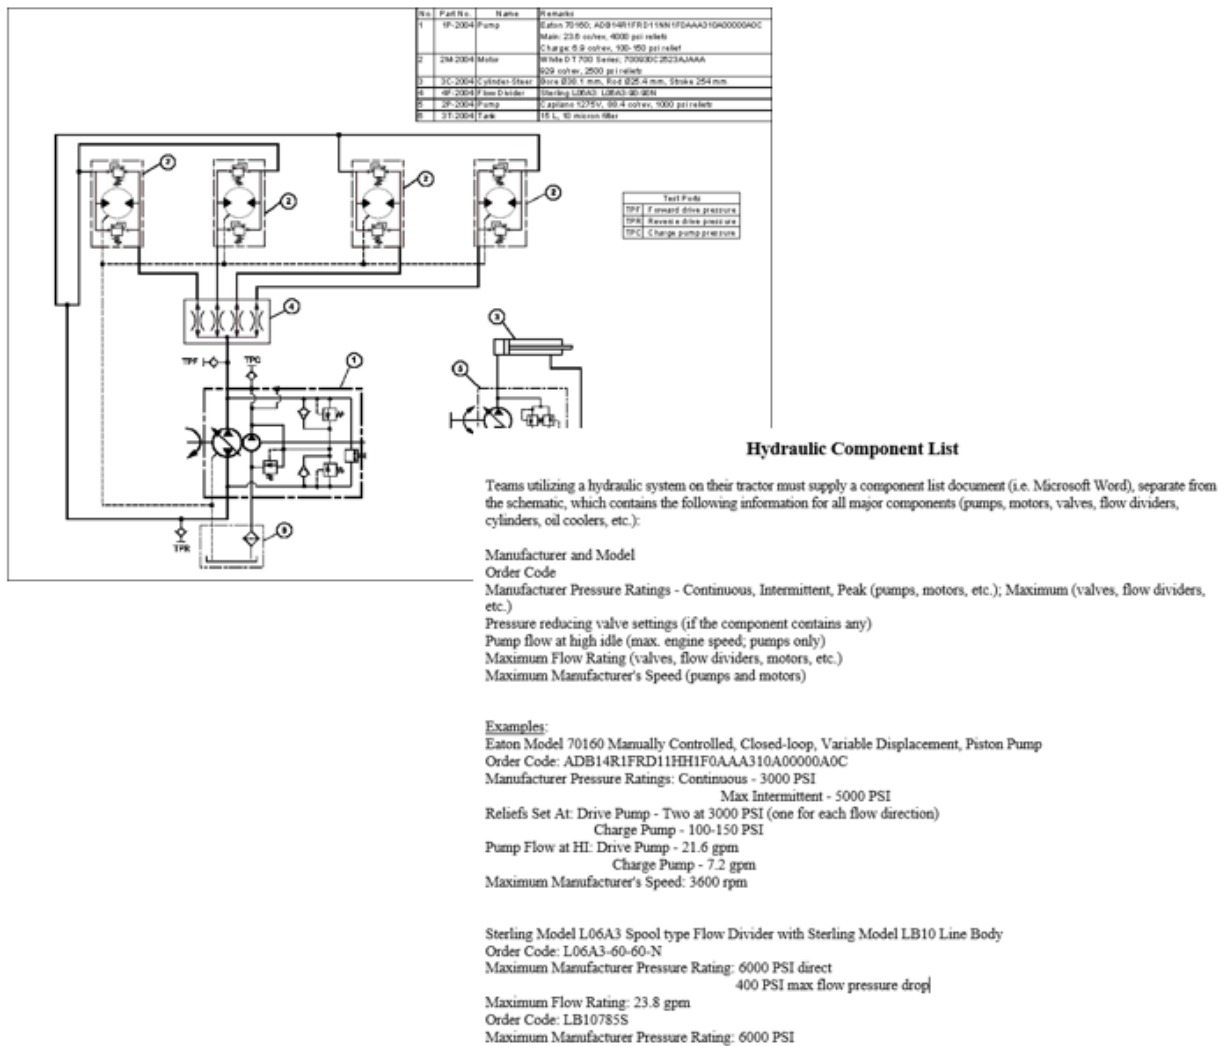 No. Part No. Name Remarks
1 1P-2004 Pump Eaton 70160;
Main: 23.6 cc/rev, 4000 psi reliefs
Charge: 6.9 cc/rev, 100-150 psi relief
2 2M-2004 Motor White DT 700 Series;
929 cc/rev, 2500 psi reliefs
3 3C-2004 Cylinder-Steer Bore Ø38.1 mm, Rod Ø25.4 mm, Stroke 254 mm
4 4F-2004 Flow Divider Sterling L06A3:
5 2P-2004 Pump 1000 psi reliefs
6 3T-2004 Tank 15 L, 10 micron filter
2
2
2
2
Test Ports
TPF Forward drive pressure
TPR Reverse drive pressure
TPC Charge pump pressure
4
3
TPF
TPC
1
5
6
TPR
Hydraulic Component List
Teams utilizing a hydraulic system on their tractor must supply a component list document (i.e. Microsoft Word), separate from
the schematic, which contains the following information for all major components (pumps, motors, valves, flow dividers,
cylinders, oil coolers, etc.):
Manufacturer and Model
Order Code
Manufacturer Pressure Ratings - Continuous, Intermittent, Peak (pumps, motors, etc.); Maximum (valves, flow dividers,
etc.)
Pressure reducing valve settings (if the component contains any)
Pump flow at high idle (max. engine speed; pumps only)
Maximum Flow Rating (valves, flow dividers, motors, etc.)
Maximum Manufacturer's Speed (pumps and motors)
Examples:
Eaton Model 70160 Manually Controlled, Closed-loop, Variable Displacement, Piston Pump
Order Code: ADB14R1FRD11HH1F0AAA310A00000A0C
Manufacturer Pressure Ratings: Continuous - 3000 PSI
Max Intermittent - 5000 PSI
Reliefs Set At: Drive Pump - Two at 3000 PSI (one for each flow direction)
Charge Pump - 100-150 PSI
Pump Flow at HI: Drive Pump - 21.6 gpm
Charge Pump - 7.2 gpm
Maximum Manufacturer's Speed: 3600 rpm
Sterling Model L06A3 Spool type Flow Divider with Sterling Model LB10 Line Body
Order Code: L06A3-60-60-N
Maximum Manufacturer Pressure Rating: 6000 PSI direct
400 PSI max flow pressure drop
Maximum Flow Rating: 23.8 gpm
Order Code: LB10785S
Maximum Manufacturer Pressure Rating: 6000 PSI